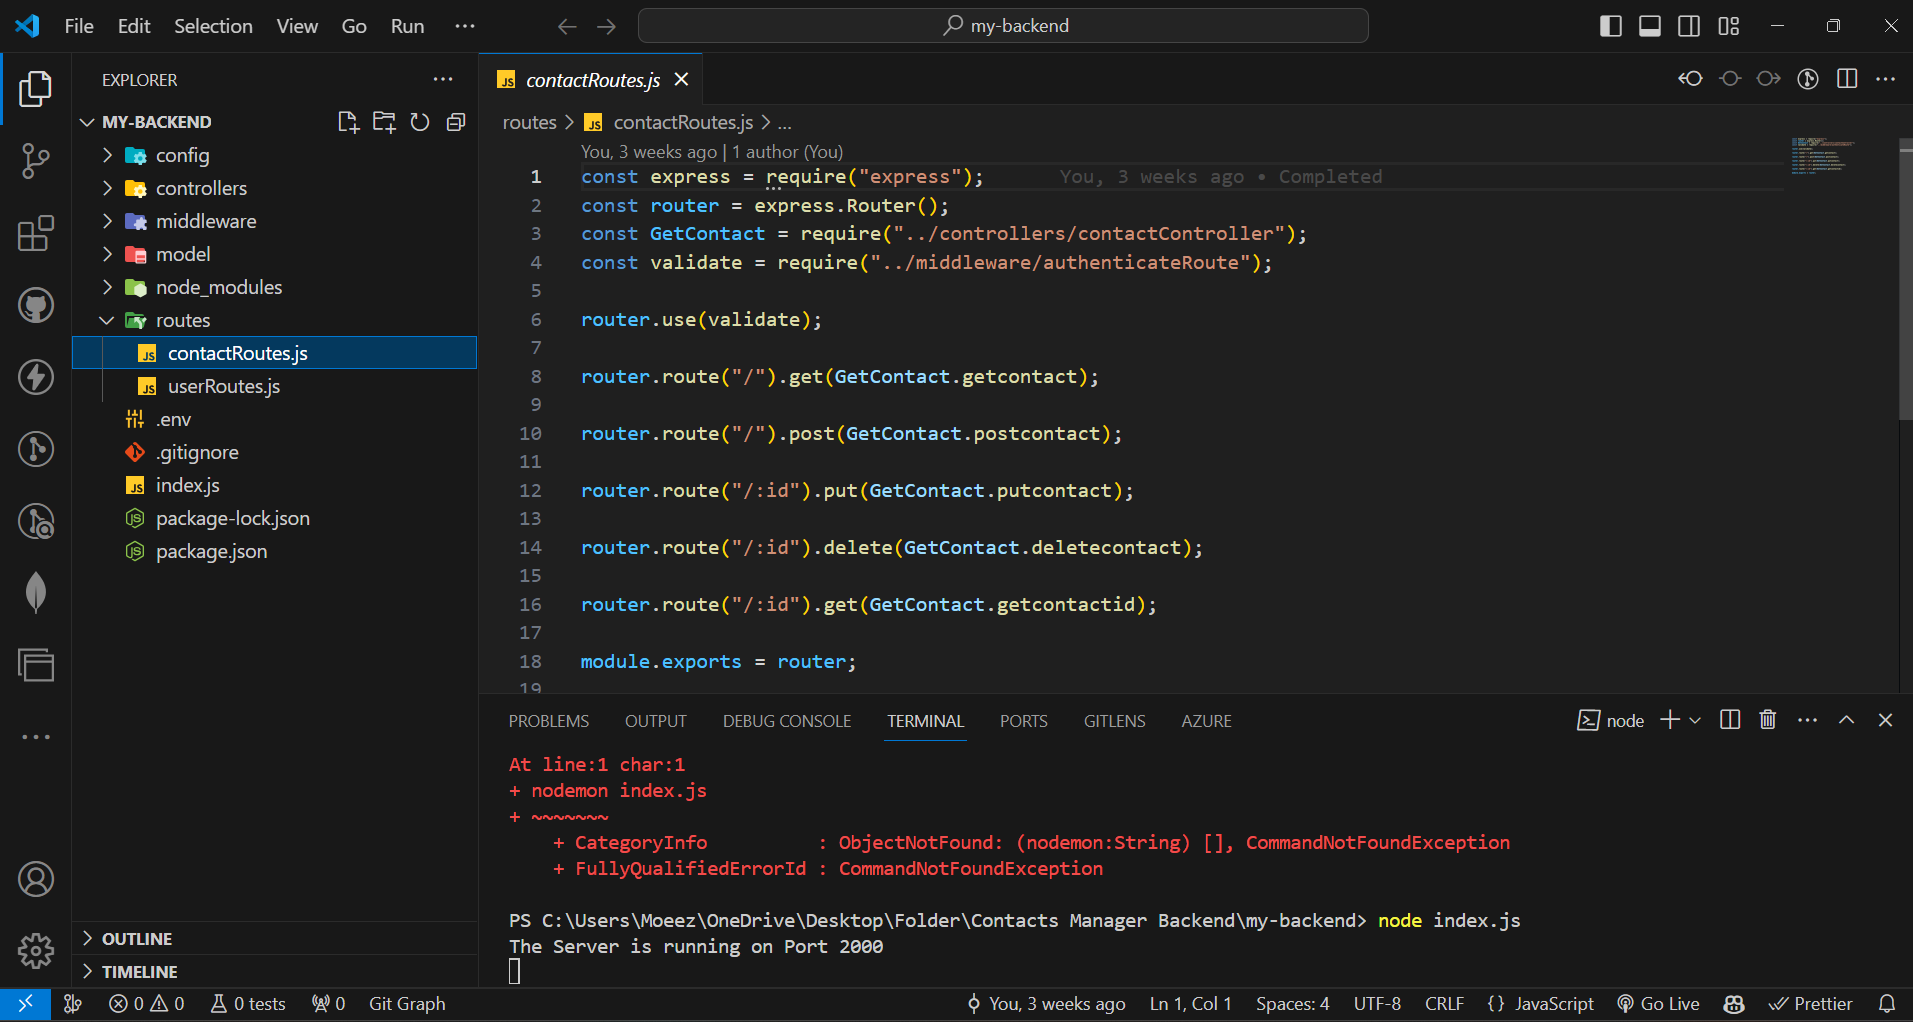 File Edit Selection View Go Run ... my-backend
EXPLORER ...
MY-BACKEND
config
controllers
middleware
model
node_modules
routes
contactRoutes.js
userRoutes.js
.env
.gitignore
index.js
package-lock.json
package.json
OUTLINE
TIMELINE
contactRoutes.js
routes > contactRoutes.js > ...
You, 3 weeks ago | 1 author (You)
1 const express = require("express"); You, 3 weeks ago • Completed
2 const router = express.Router();
3 const GetContact = require("../controllers/contactController");
4 const validate = require("../middleware/authenticateRoute");
5
6 router.use(validate);
7
8 router.route("/").get(GetContact.getcontact);
9
10 router.route("/").post(GetContact.postcontact);
11
12 router.route("/:id").put(GetContact.putcontact);
13
14 router.route("/:id").delete(GetContact.deletecontact);
15
16 router.route("/:id").get(GetContact.getcontactid);
17
18 module.exports = router;
19
PROBLEMS OUTPUT DEBUG CONSOLE TERMINAL PORTS GITLENS AZURE node
At line:1 char:1
+ nodemon index.js
+ ~~~~~~~
+ CategoryInfo : ObjectNotFound: (nodemon:String) [], CommandNotFoundException
+ FullyQualifiedErrorId : CommandNotFoundException
PS C:\Users\Moeez\OneDrive\Desktop\Folder\Contacts Manager Backend\my-backend> node index.js
The Server is running on Port 2000
0 0 0 tests 0 Git Graph You, 3 weeks ago Ln 1, Col 1 Spaces: 4 UTF-8 CRLF {} JavaScript Go Live Prettier